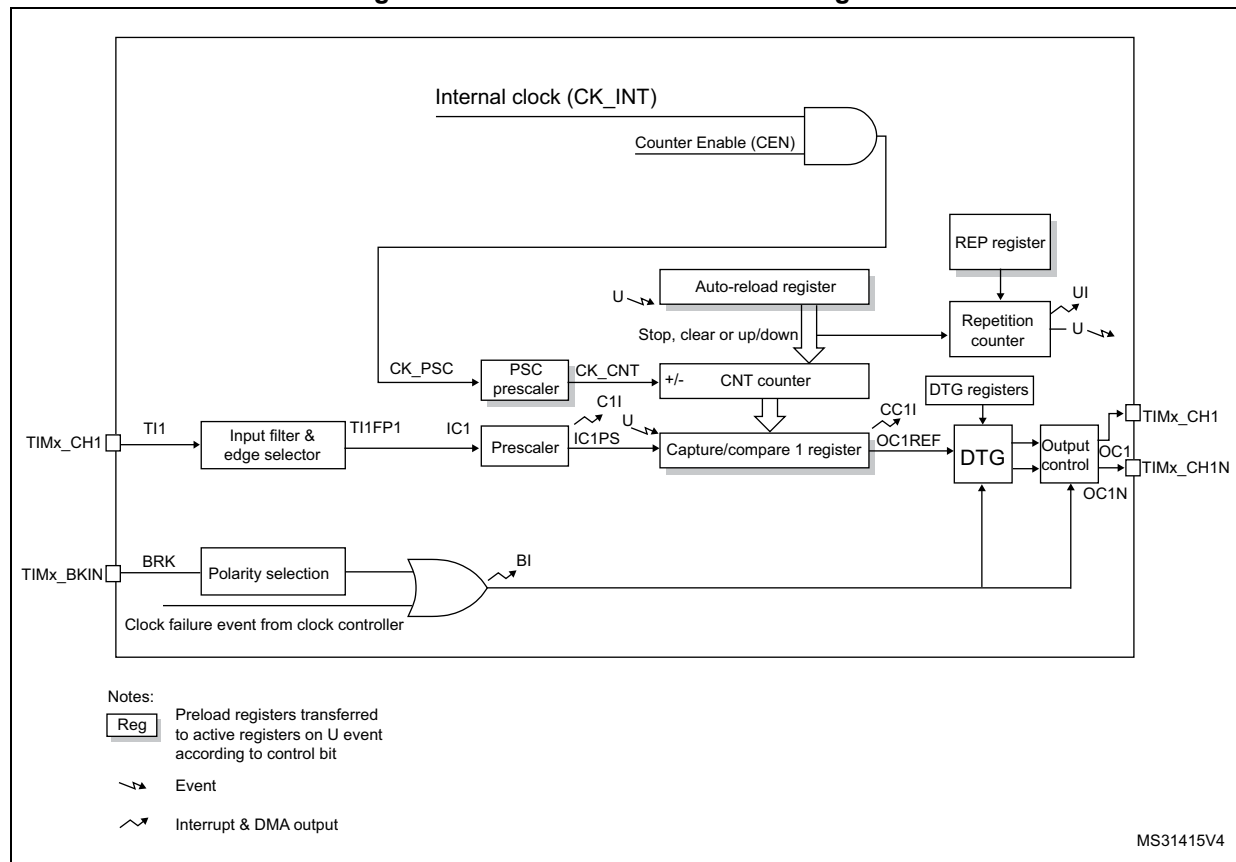 Internal clock (CK_INT)
Counter Enable (CEN)
REP register
Auto-reload register
U
UI
Stop, clear or up/down
Repetition
counter
U
CK_PSC
PSC
prescaler
CK_CNT
+/-
CNT counter
DTG registers
TIMx_CH1
TI1
Input filter &
edge selector
TI1FP1
IC1
Prescaler
C1I
IC1PS
U
Capture/compare 1 register
CC1I
OC1REF
DTG
Output
control
OC1
OC1N
TIMx_CH1
TIMx_CH1N
TIMx_BKIN
BRK
Polarity selection
BI
Clock failure event from clock controller
Notes:
Reg
Preload registers transferred
to active registers on U event
according to control bit
Event
Interrupt & DMA output
MS31415V4